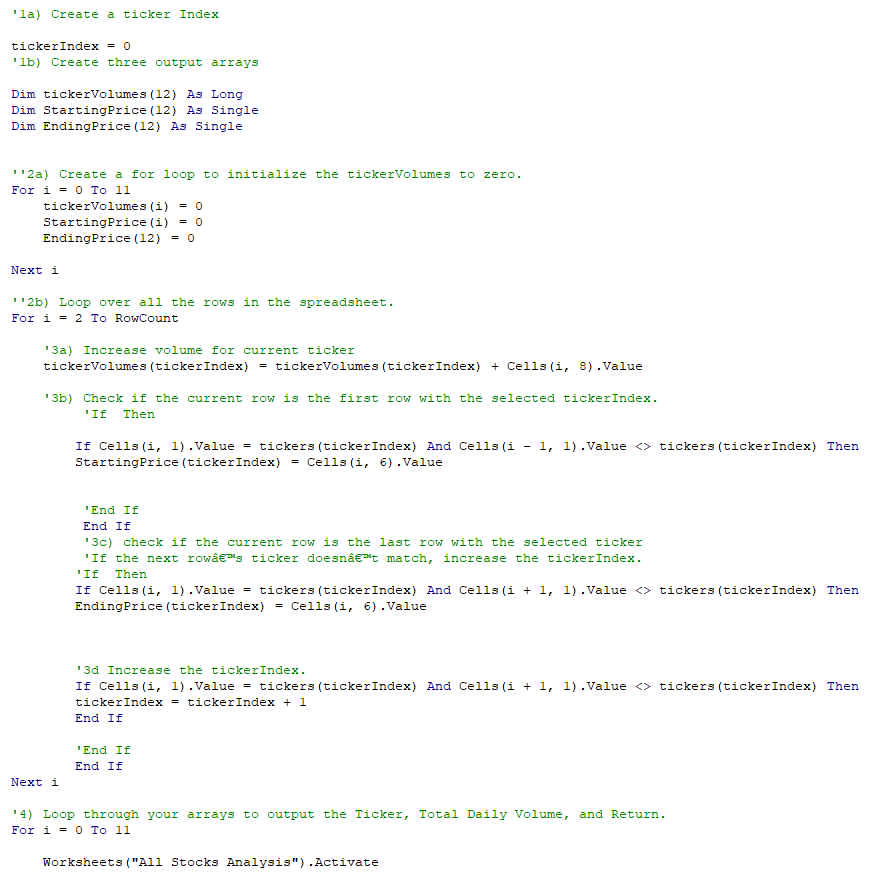 '1a) Create a ticker Index
tickerIndex = 0
'1b) Create three output arrays
Dim tickerVolumes(12) As Long
Dim StartingPrice(12) As Single
Dim EndingPrice(12) As Single
''2a) Create a for loop to initialize the tickerVolumes to zero.
For i = 0 To 11
    tickerVolumes(i) = 0
    StartingPrice(i) = 0
    EndingPrice(12) = 0
Next i
''2b) Loop over all the rows in the spreadsheet.
For i = 2 To RowCount
    '3a) Increase volume for current ticker
    tickerVolumes(tickerIndex) = tickerVolumes(tickerIndex) + Cells(i, 8).Value
    '3b) Check if the current row is the first row with the selected tickerIndex.
         'If  Then
        If Cells(i, 1).Value = tickers(tickerIndex) And Cells(i - 1, 1).Value <> tickers(tickerIndex) Then
        StartingPrice(tickerIndex) = Cells(i, 6).Value
         'End If
         End If
         '3c) check if the current row is the last row with the selected ticker
         'If the next rowâ€™s ticker doesnâ€™t match, increase the tickerIndex.
        'If  Then
        If Cells(i, 1).Value = tickers(tickerIndex) And Cells(i + 1, 1).Value <> tickers(tickerIndex) Then
        EndingPrice(tickerIndex) = Cells(i, 6).Value
        '3d Increase the tickerIndex.
        If Cells(i, 1).Value = tickers(tickerIndex) And Cells(i + 1, 1).Value <> tickers(tickerIndex) Then
        tickerIndex = tickerIndex + 1
        End If
        'End If
        End If
Next i
'4) Loop through your arrays to output the Ticker, Total Daily Volume, and Return.
For i = 0 To 11
    Worksheets("All Stocks Analysis").Activate